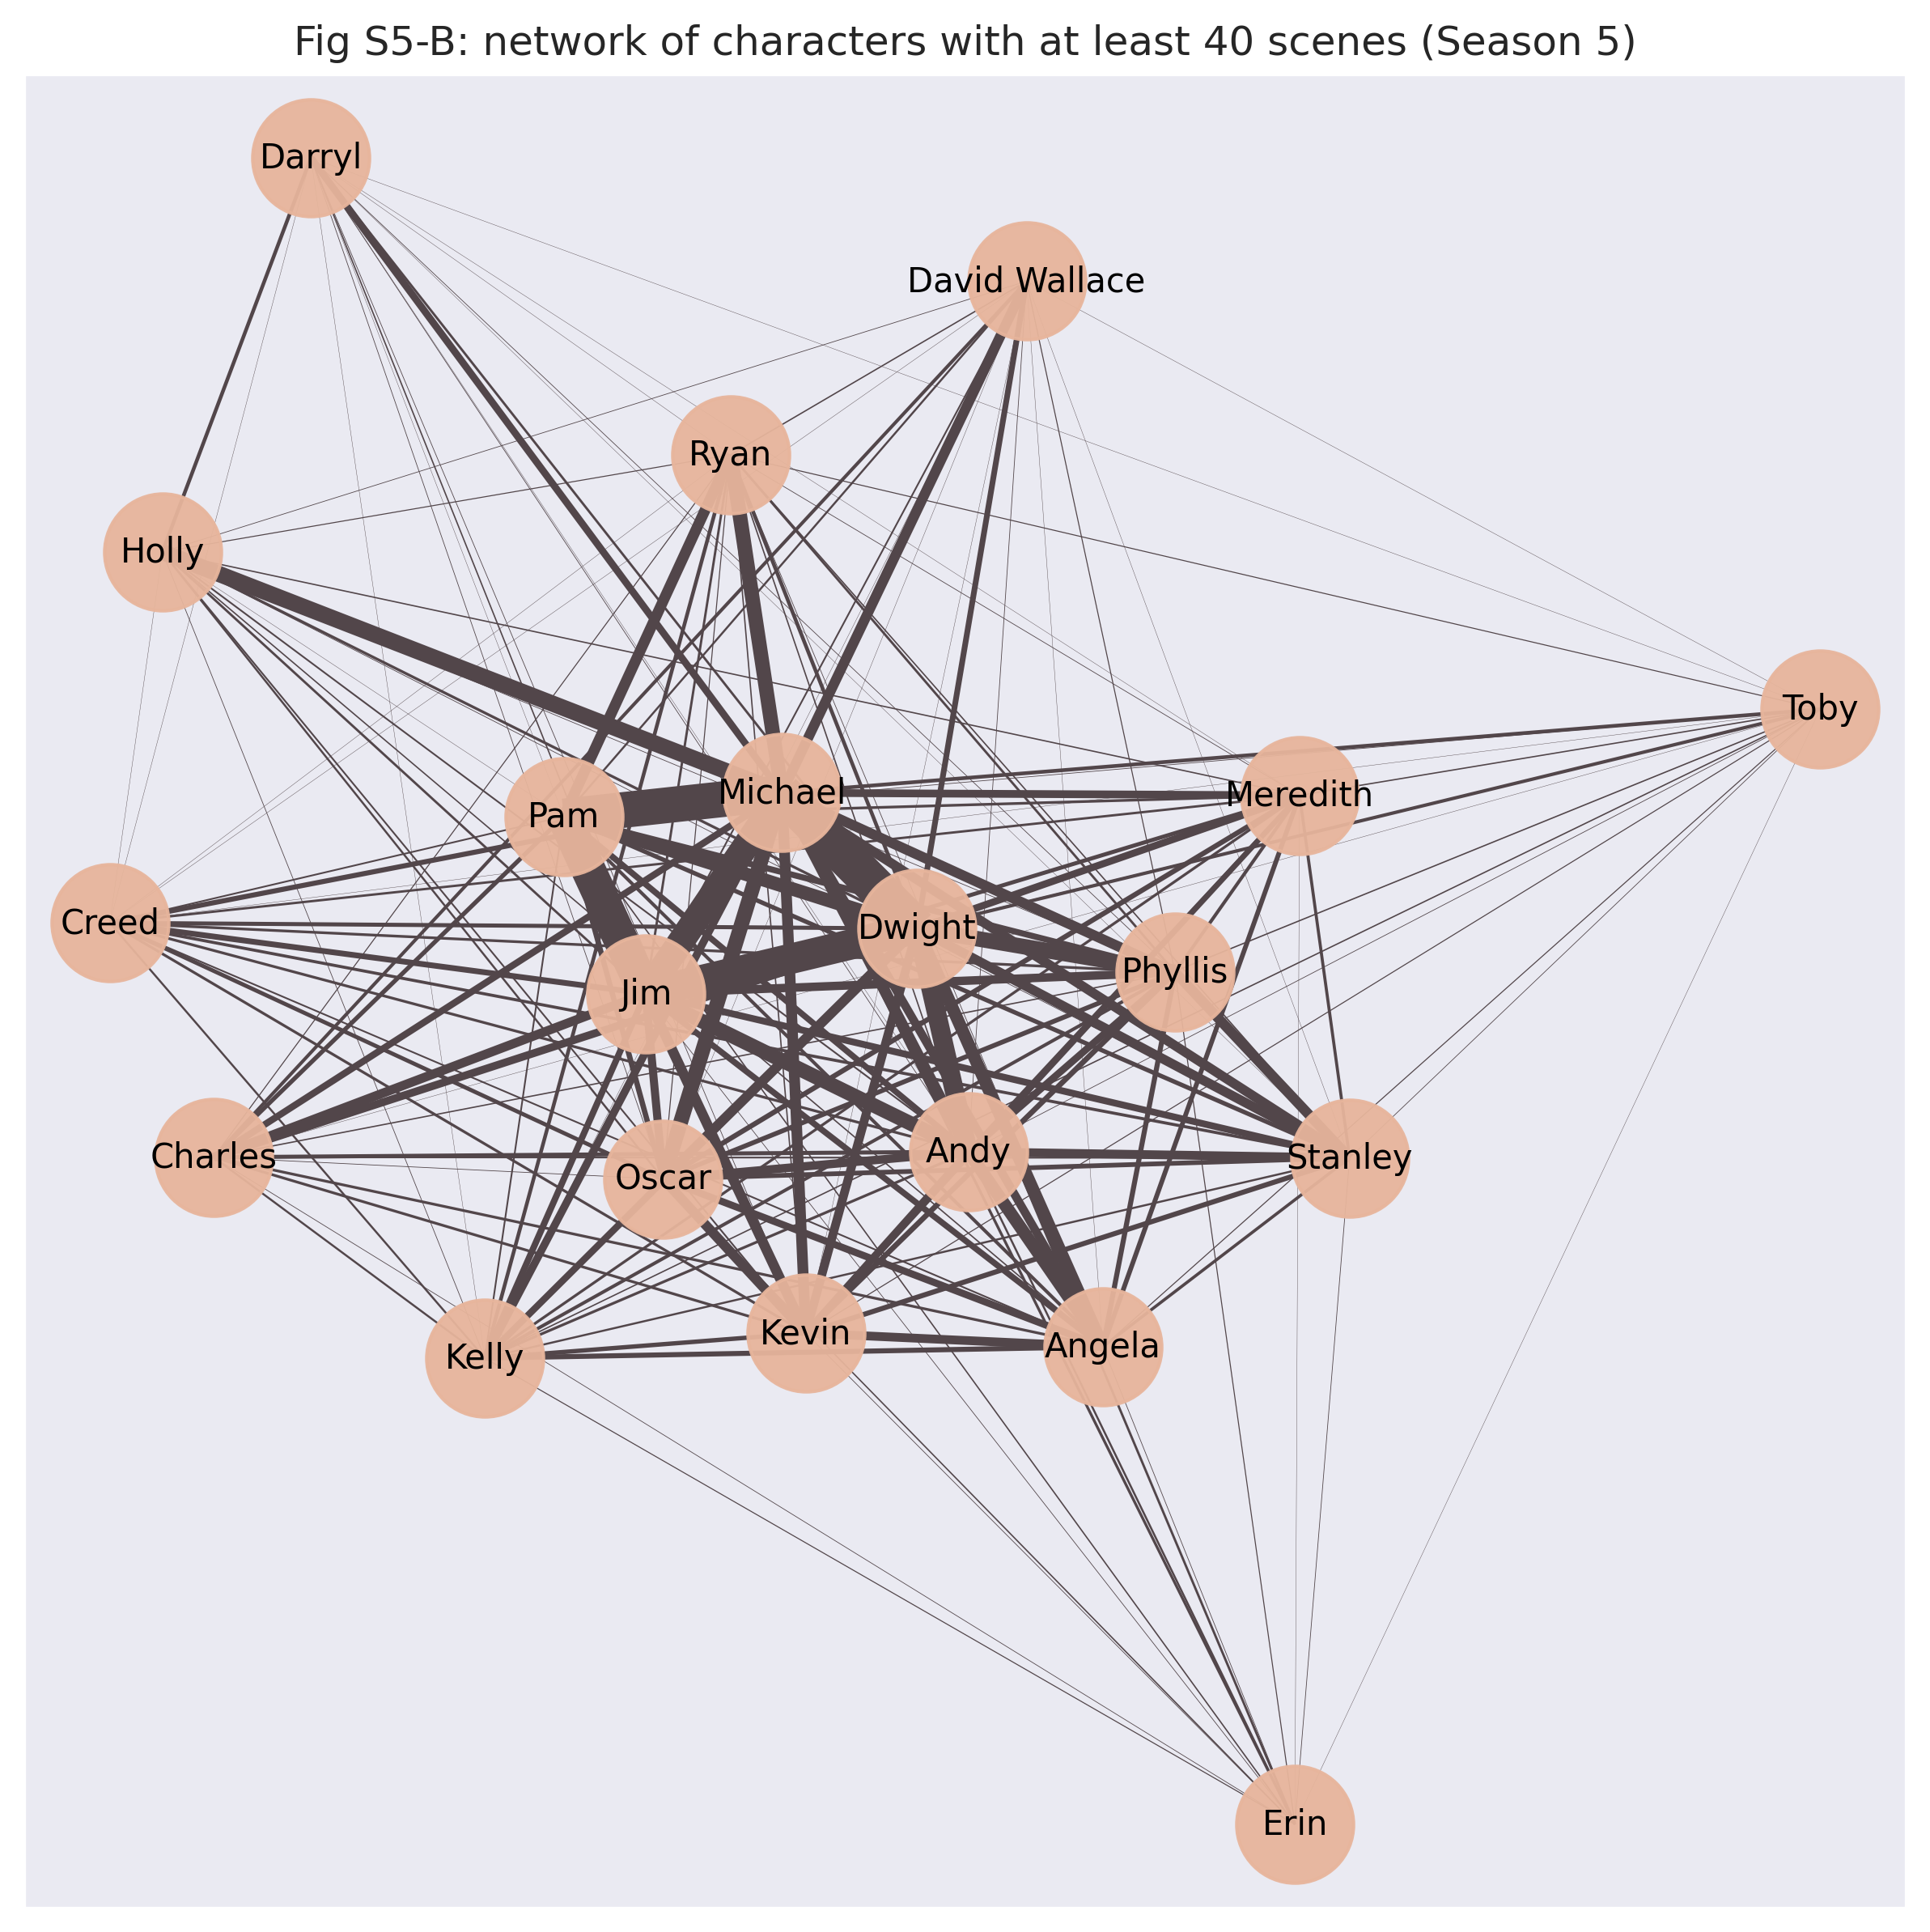 Fig S5-B: network of characters with at least 40 scenes (Season 5)
Darryl
David Wallace
Ryan
Holly
Toby
Michael
Meredith
Pam
Creed
Dwight
Phyllis
Jim
Charles
Andy
Stanley
Oscar
Kevin
Angela
Kelly
Erin